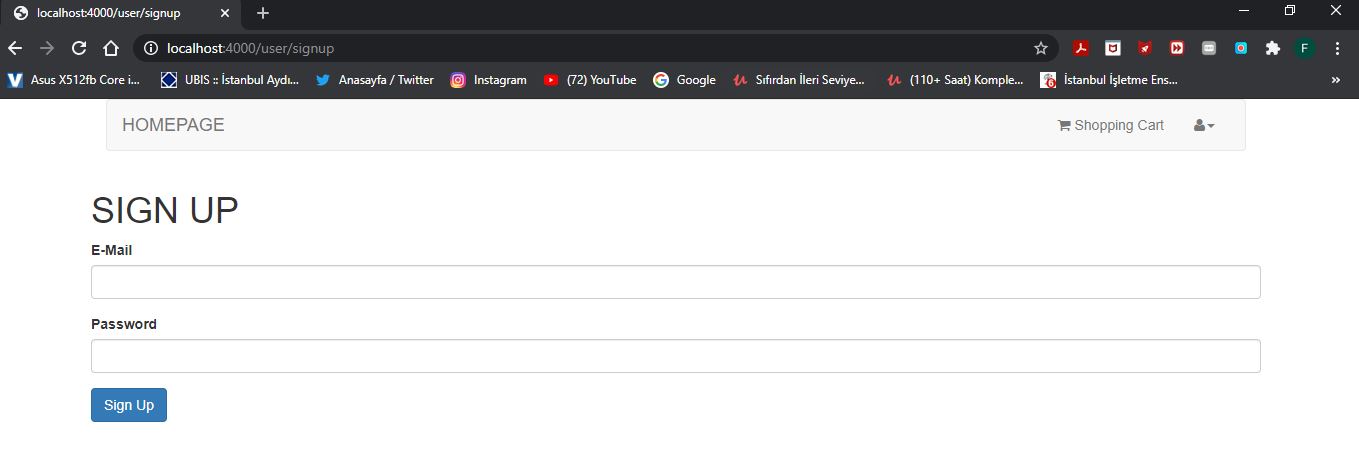 localhost:4000/user/signup
localhost:4000/user/signup
F
Asus X512fb Core i... UBIS :: İstanbul Aydı... Anasayfa / Twitter Instagram (72) YouTube Google Sıfırdan İleri Seviye... (110+ Saat) Komple... İstanbul İşletme Ens... »
HOMEPAGE Shopping Cart
SIGN UP
E-Mail
Password
Sign Up